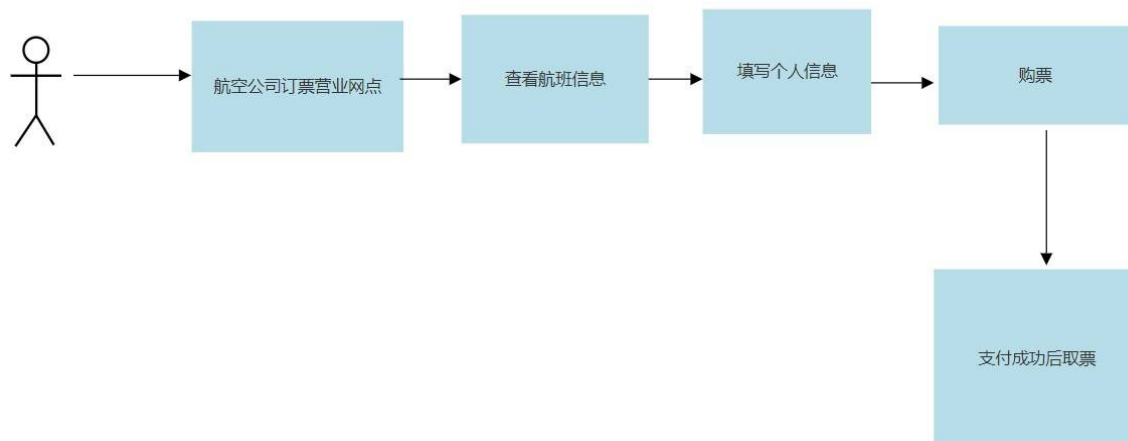 航空公司订票营业网点
查看航班信息
填写个人信息
购票
支付成功后取票